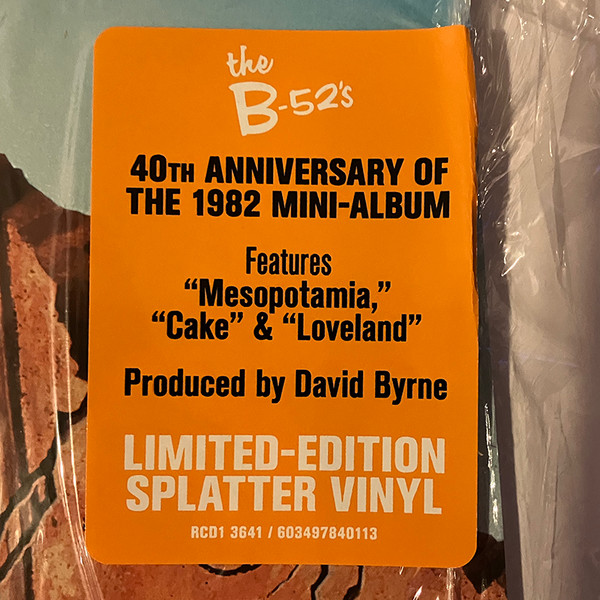 the
B-52's
40TH ANNIVERSARY OF
THE 1982 MINI-ALBUM
Features
“Mesopotamia,”
“Cake” & “Loveland”
Produced by David Byrne
LIMITED-EDITION
SPLATTER VINYL
RCD1 3641 / 603497840113